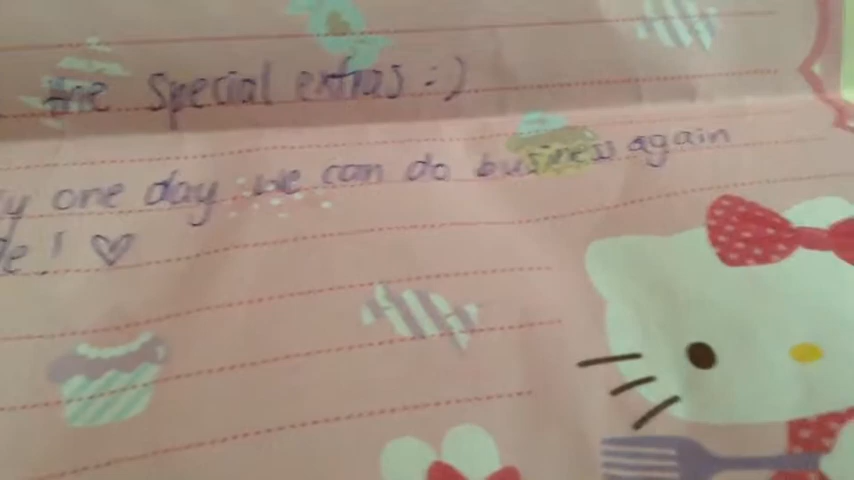 the special extras :)
y one day we can do business again
e! ♡